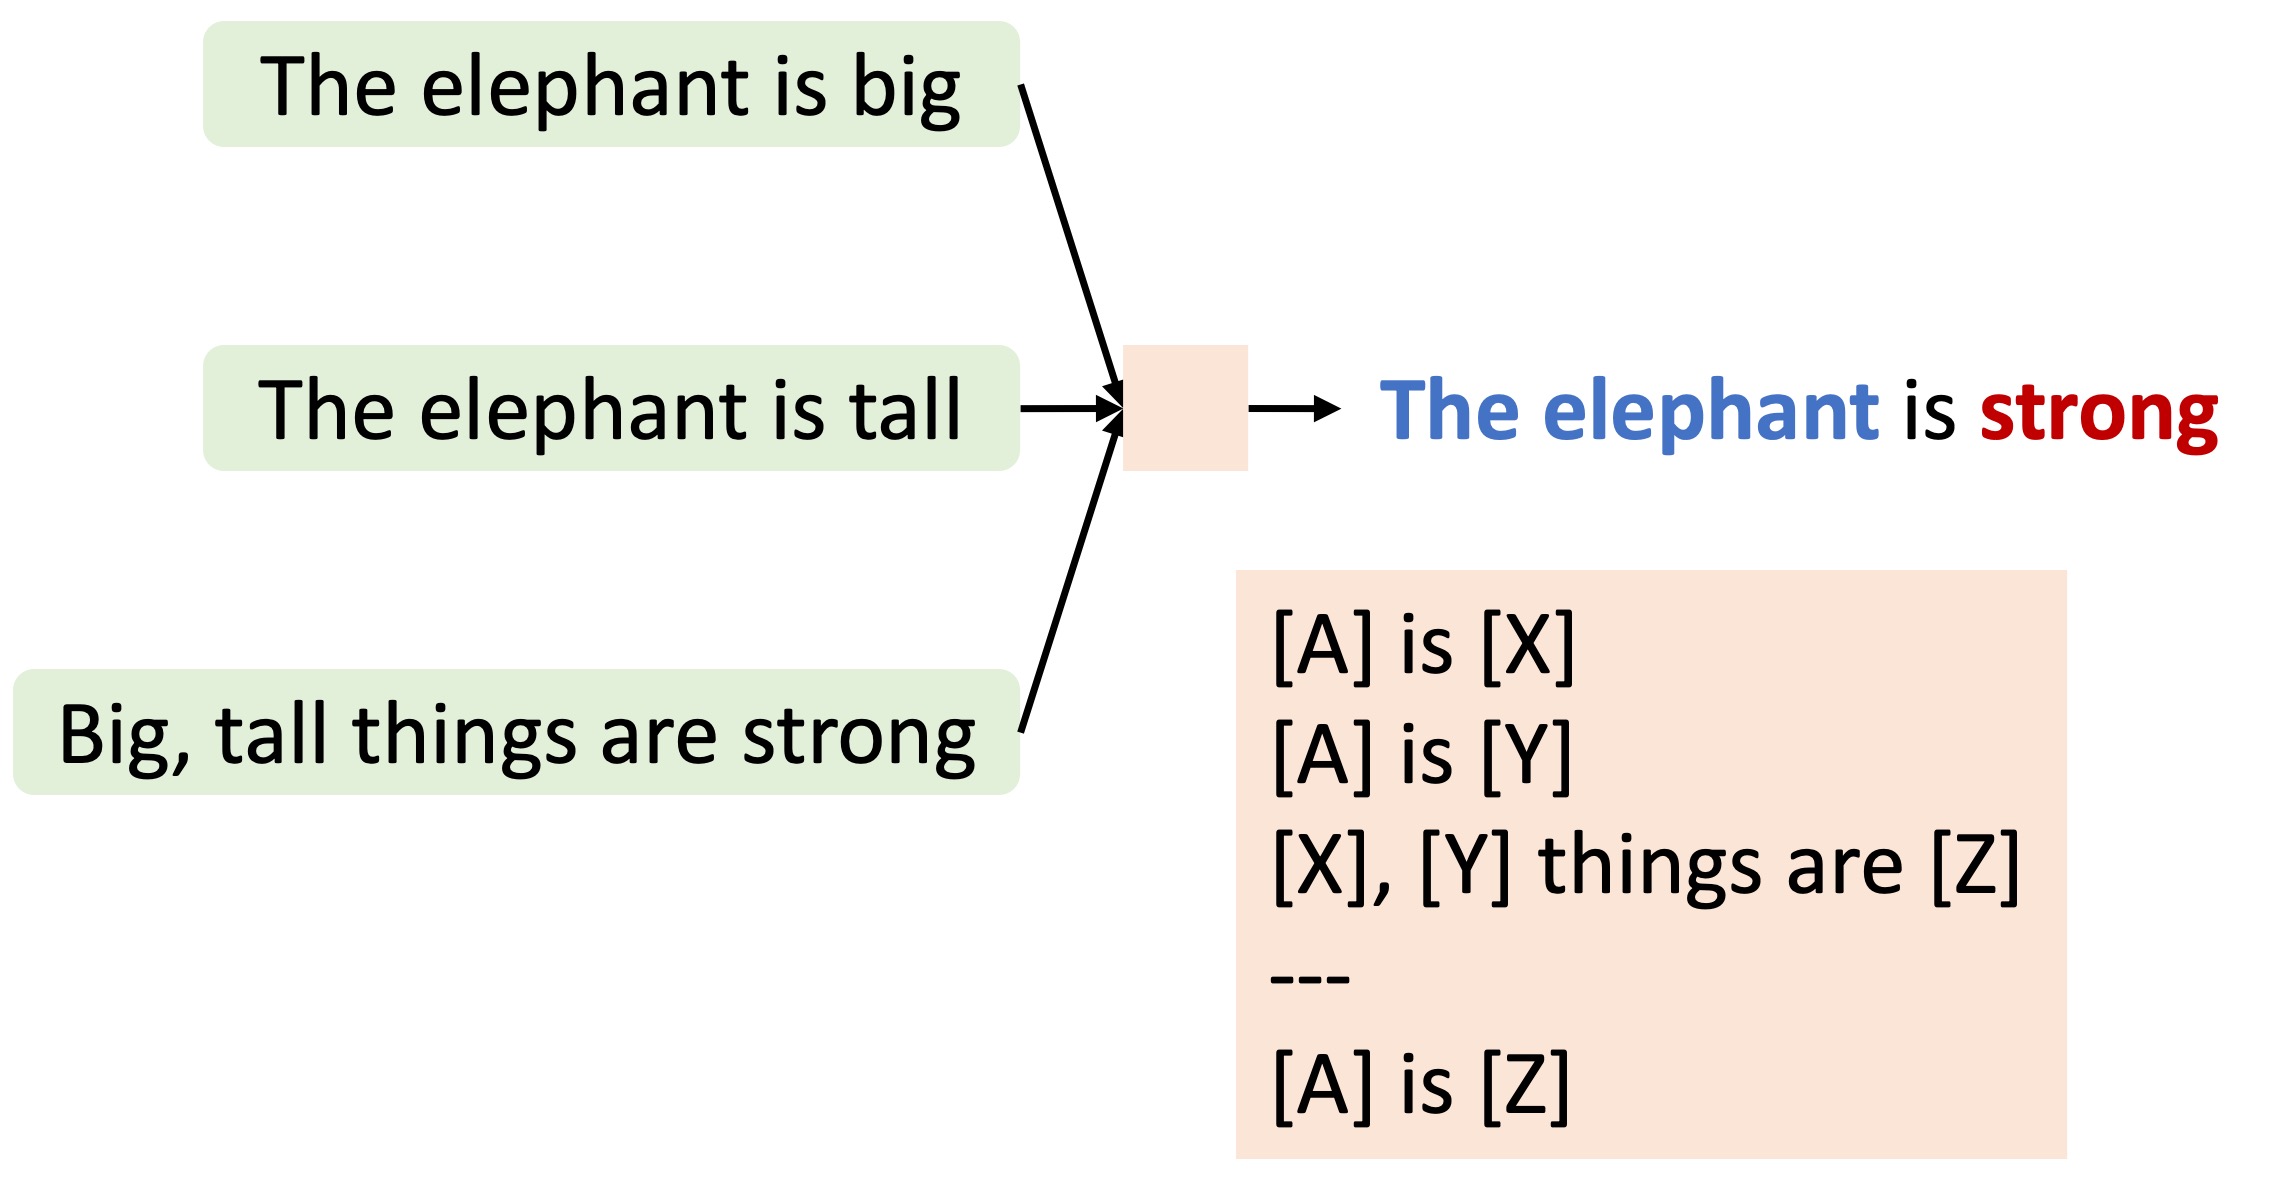 The elephant is big
The elephant is tall
The elephant is strong
Big, tall things are strong
[A] is [X]
[A] is [Y]
[X], [Y] things are [Z]
---
[A] is [Z]